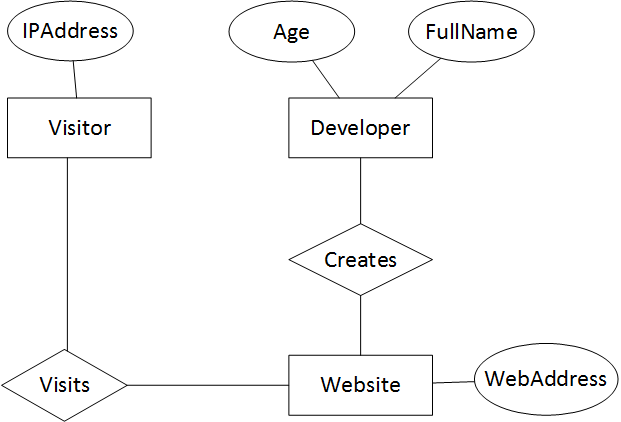 IPAddress
Age
FullName
Visitor
Developer
Creates
Visits
Website
WebAddress